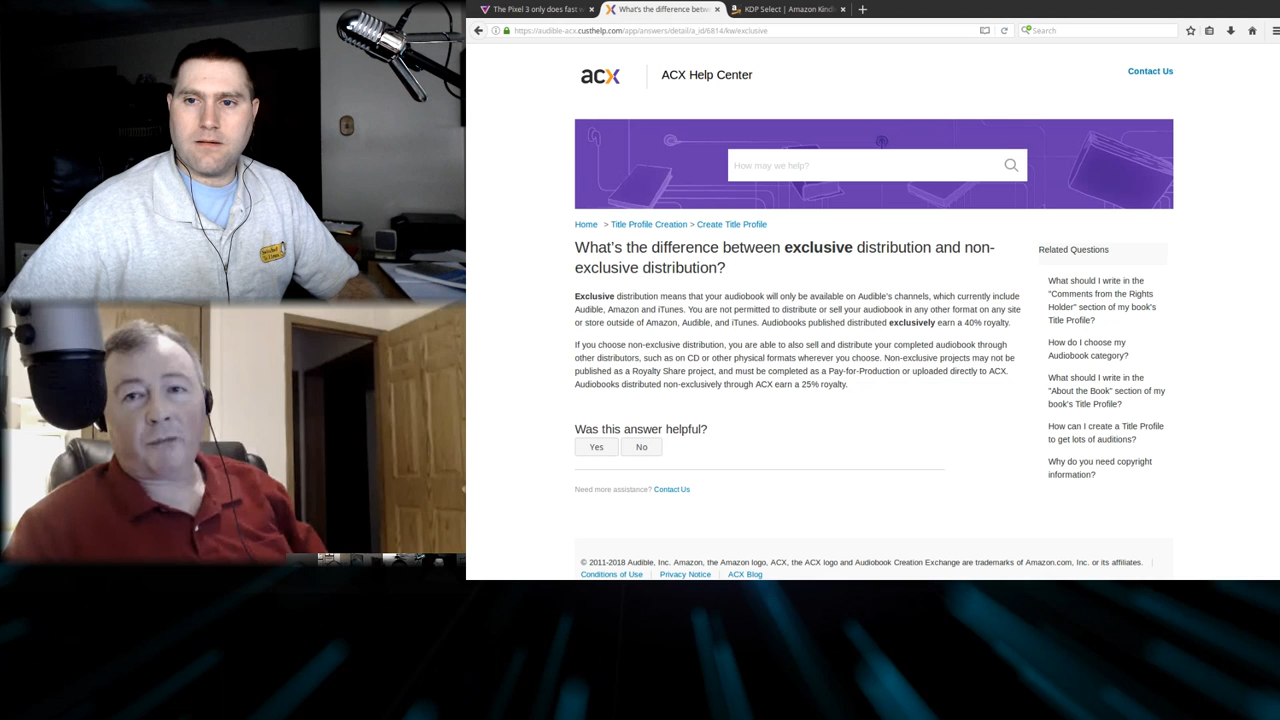 The Pixel 3 only does fast w
What's the difference betw
KDP Select | Amazon Kindl
https://audible-acx.custhelp.com/app/answers/detail/a_id/6814/kw/exclusive
Search
acx
ACX Help Center
Contact Us
How may we help?
Home > Title Profile Creation > Create Title Profile
What's the difference between exclusive distribution and non-
exclusive distribution?
Exclusive distribution means that your audiobook will only be available on Audible's channels, which currently include
Audible, Amazon and iTunes. You are not permitted to distribute or sell your audiobook in any other format on any site
or store outside of Amazon, Audible, and iTunes. Audiobooks published distributed exclusively earn a 40% royalty.
If you choose non-exclusive distribution, you are able to also sell and distribute your completed audiobook through
other distributors, such as on CD or other physical formats wherever you choose. Non-exclusive projects may not be
published as a Royalty Share project, and must be completed as a Pay-for-Production or uploaded directly to ACX.
Audiobooks distributed non-exclusively through ACX earn a 25% royalty.
Was this answer helpful?
Yes
No
Need more assistance? Contact Us
Related Questions
What should I write in the
"Comments from the Rights
Holder" section of my book's
Title Profile?
How do I choose my
Audiobook category?
What should I write in the
"About the Book" section of my
book's Title Profile?
How can I create a Title Profile
to get lots of auditions?
Why do you need copyright
information?
© 2011-2018 Audible, Inc. Amazon, the Amazon logo, ACX, the ACX logo and Audiobook Creation Exchange are trademarks of Amazon.com, Inc. or its affiliates. |
Conditions of Use | Privacy Notice | ACX Blog